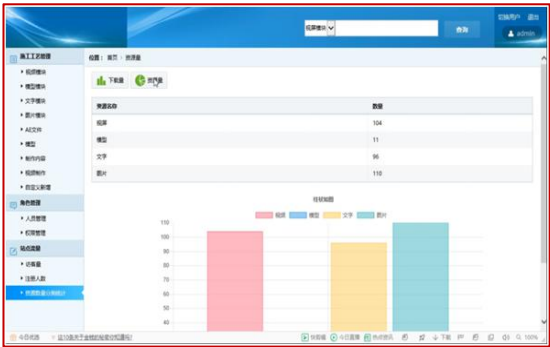 切换用户 退出
视频模块 查询
admin
施工工艺管理
位置： 首页 › 资源量
视频模块
模型模块
文字模块
图片模块
AE文件
模型
制作内容
视频制作
自定义新增
角色管理
人员管理
权限管理
站点流量
访客量
注册人数
资源数量分类统计
下载量 资源量
资源名称 数量
视频 104
模型 11
文字 96
图片 110
柱状如图
视频 模型 文字 图片
110
100
90
80
70
60
50
40
今日优选
今日直播 热点资讯 下载 100%